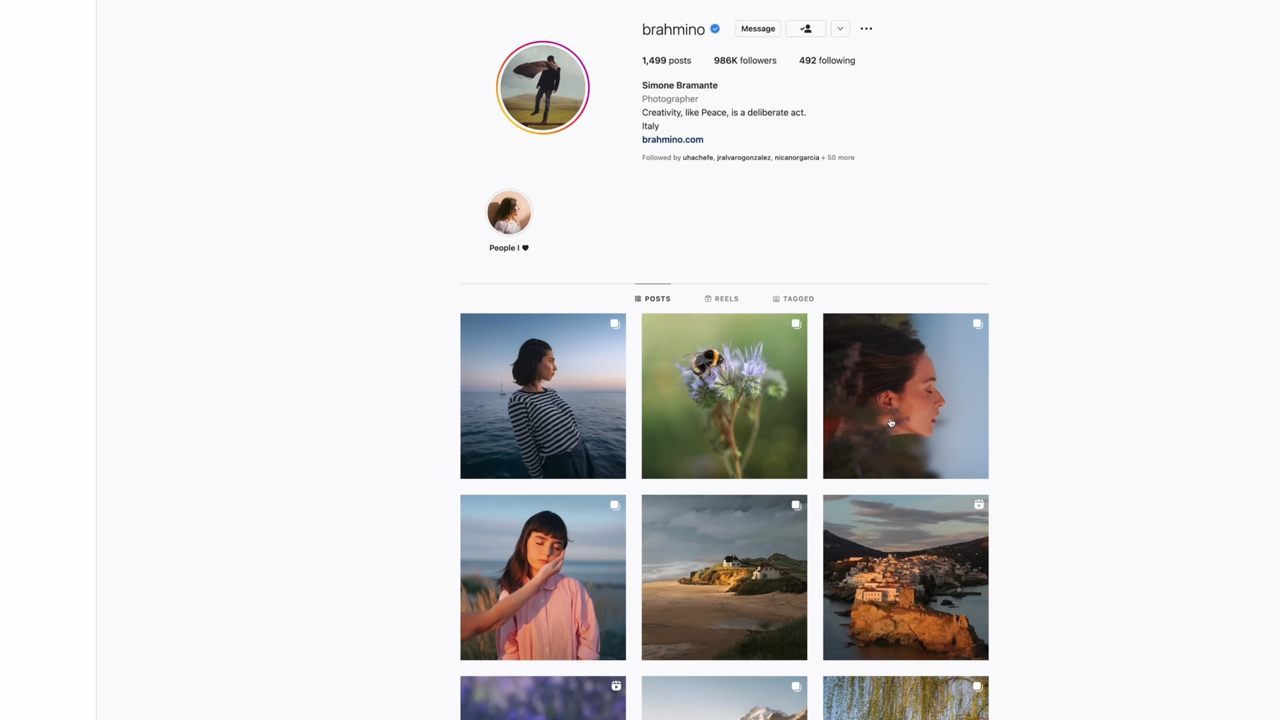 brahmino Message
1,499 posts 986K followers 492 following
Simone Bramante
Photographer
Creativity, like Peace, is a deliberate act.
Italy
brahmino.com
Followed by uhachefe, jralvarogonzalez, nicanorgarcia + 50 more
People I 🖤
POSTS REELS TAGGED